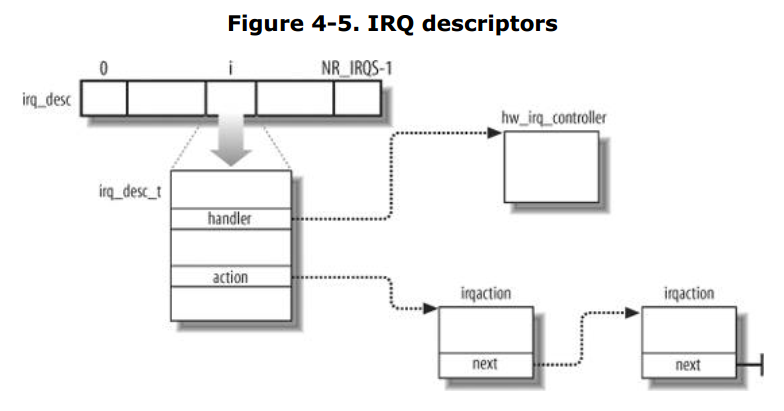 Figure 4-5. IRQ descriptors
0 i NR_IRQS-1
irq_desc
hw_irq_controller
irq_desc_t
handler
action
irqaction irqaction
next next